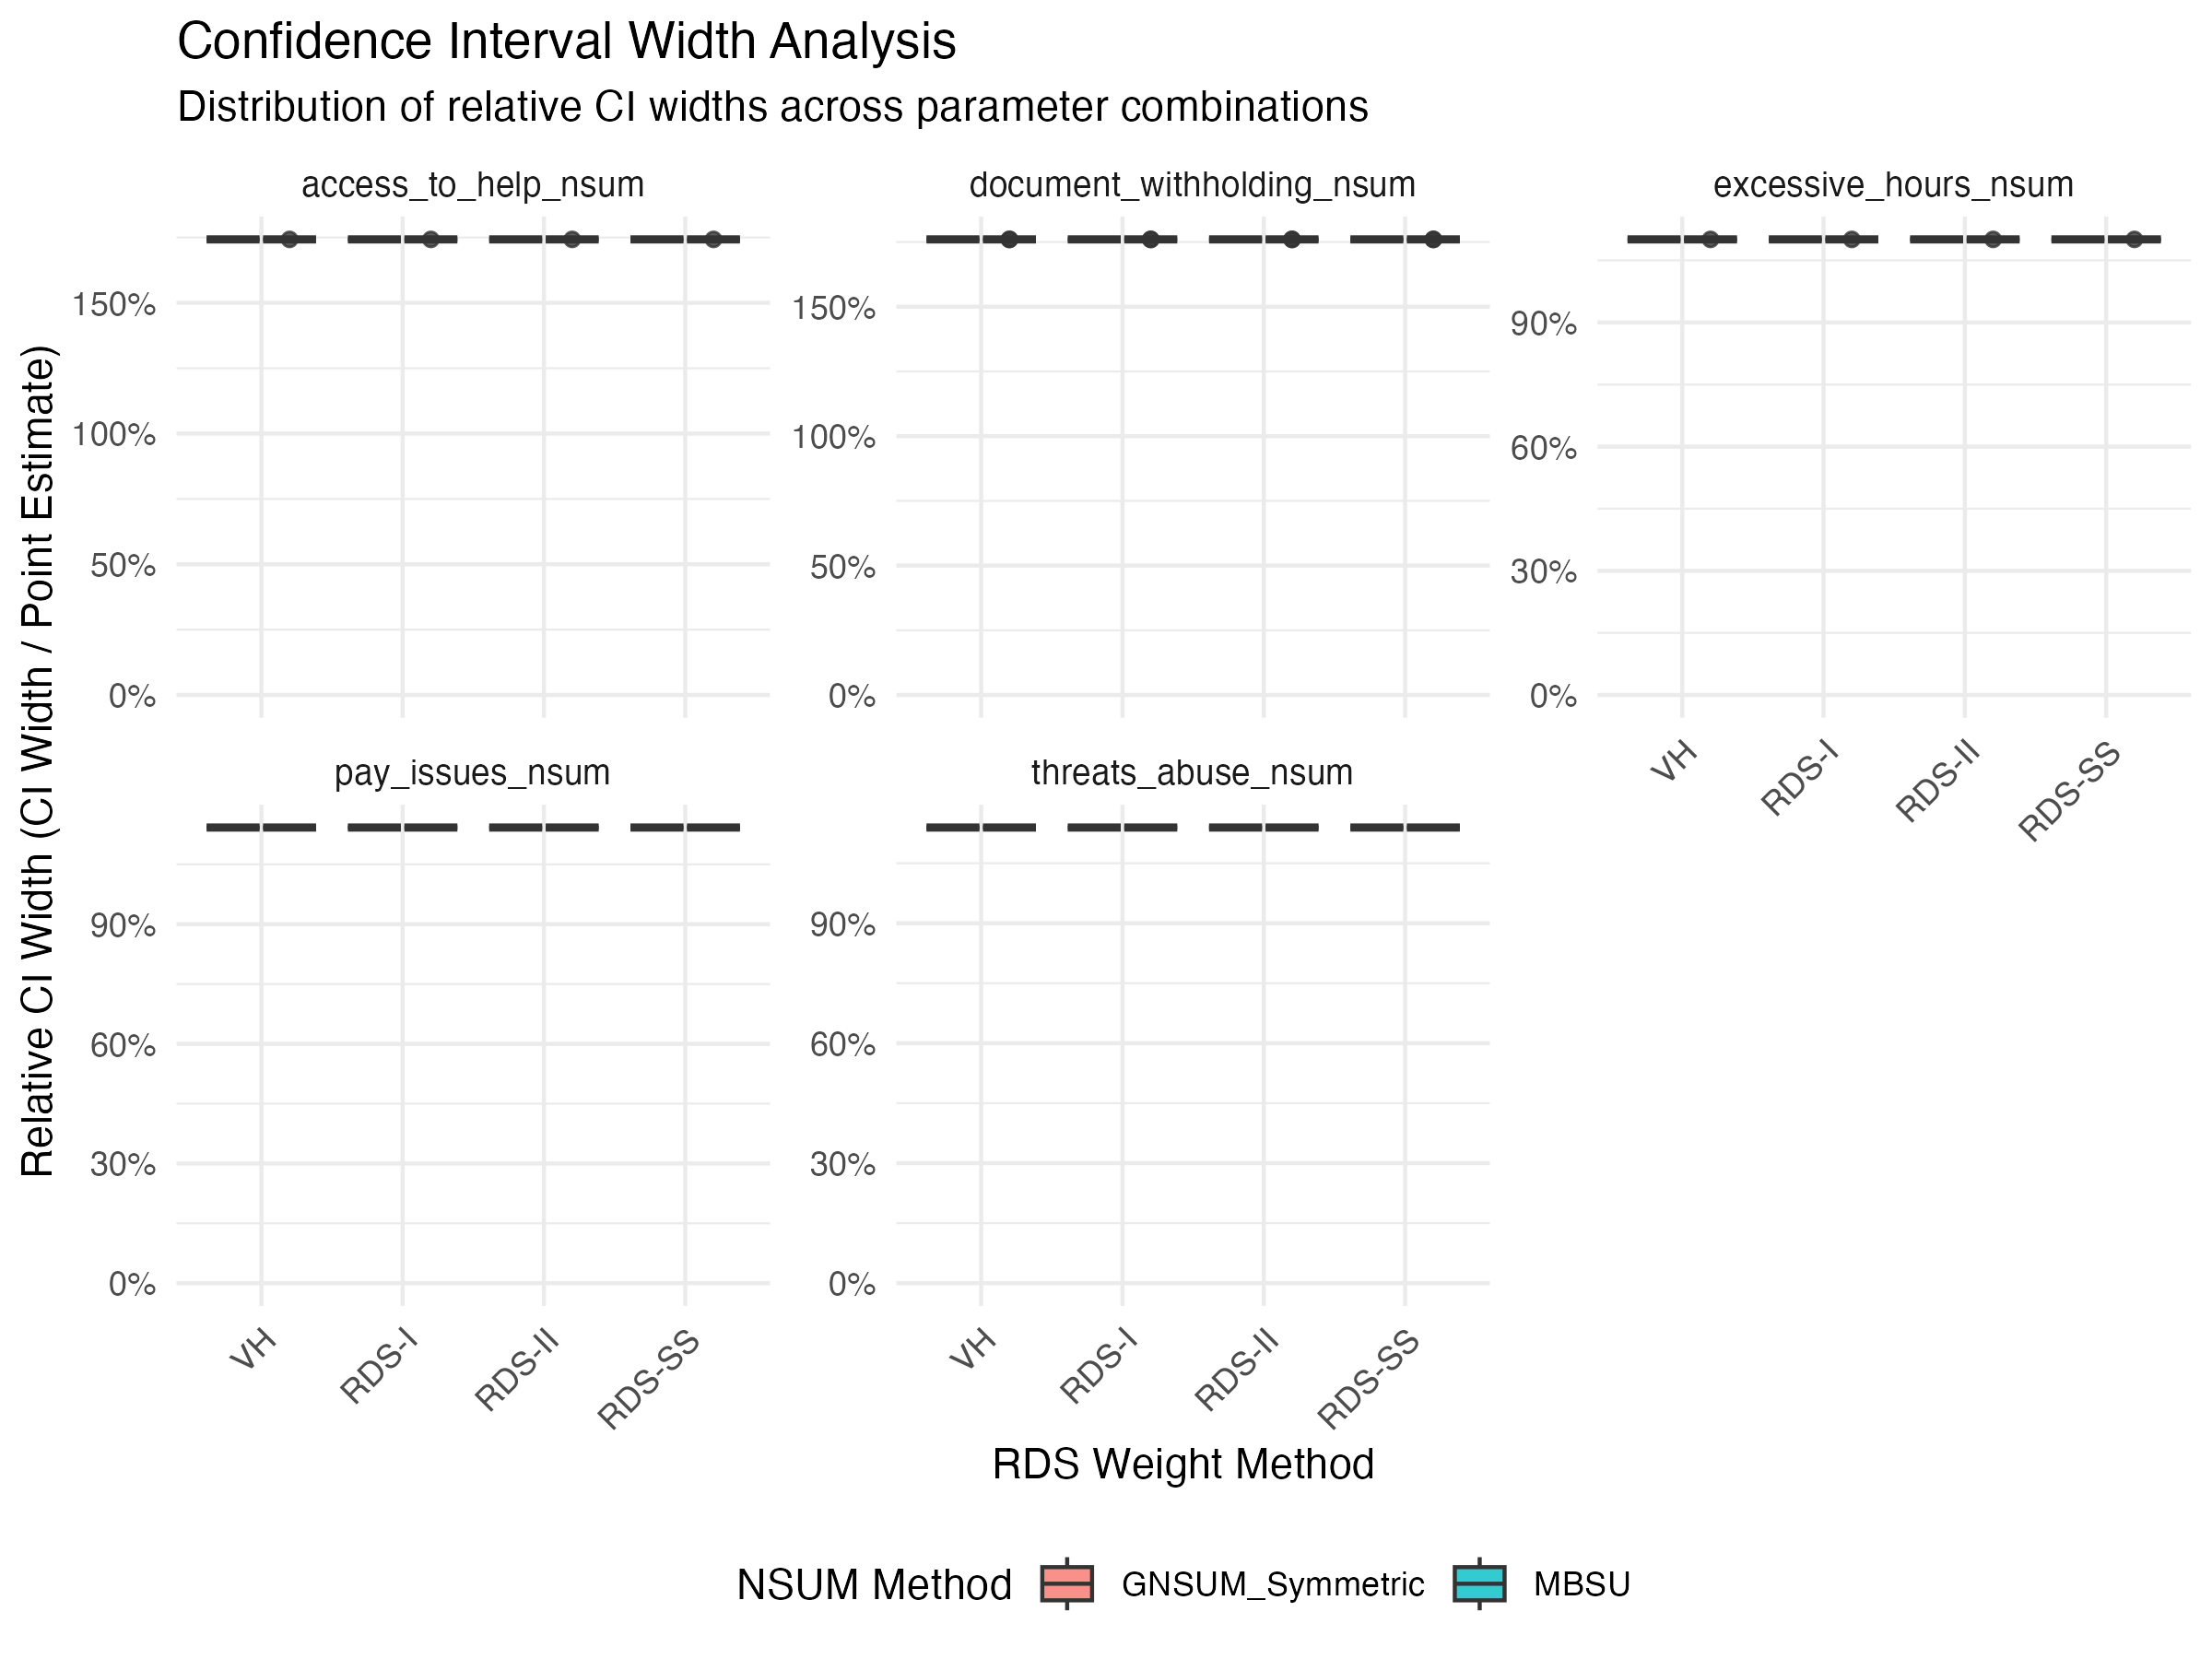 Confidence Interval Width Analysis
Distribution of relative CI widths across parameter combinations
Relative CI Width (CI Width / Point Estimate)
access_to_help_nsum
150%
100%
50%
0%
document_withholding_nsum
150%
100%
50%
0%
excessive_hours_nsum
90%
60%
30%
0%
VH
RDS-I
RDS-II
RDS-SS
pay_issues_nsum
90%
60%
30%
0%
VH
RDS-I
RDS-II
RDS-SS
threats_abuse_nsum
90%
60%
30%
0%
VH
RDS-I
RDS-II
RDS-SS
RDS Weight Method
NSUM Method GNSUM_Symmetric MBSU